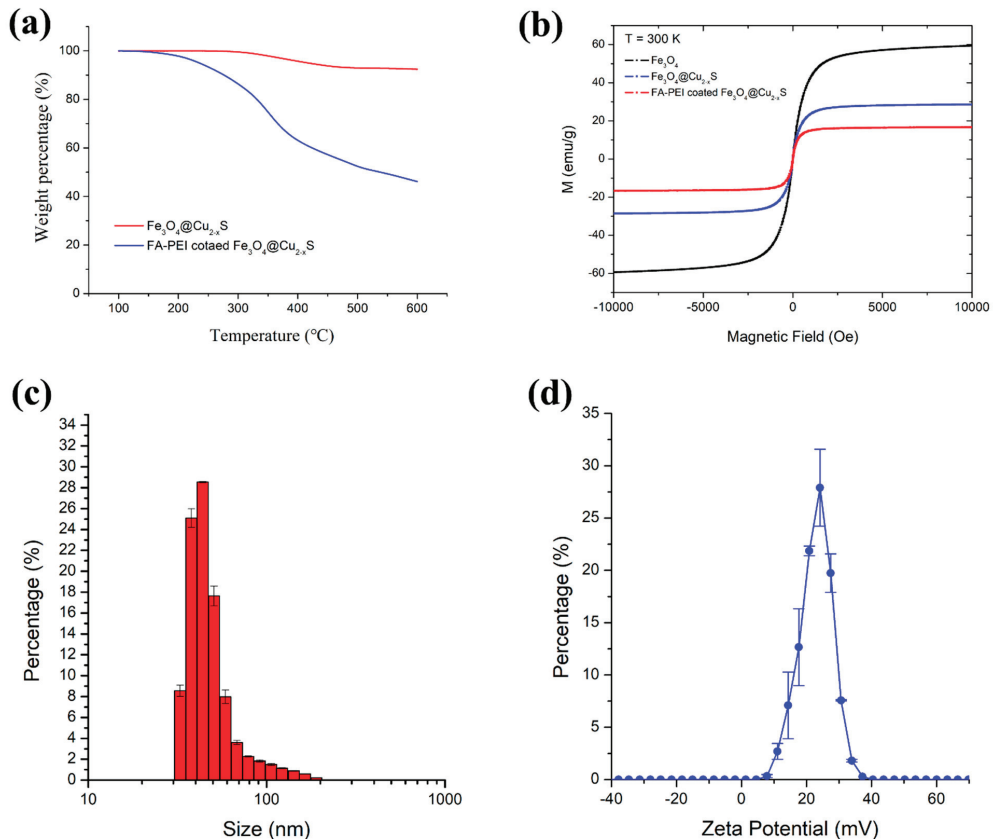 (a)
100
80
60
40
20
0
Weight percentage (%)
Fe₃O₄@Cu₂₋ₓS
FA-PEI cotaed Fe₃O₄@Cu₂₋ₓS
100 200 300 400 500 600
Temperature (°C)
(b)
T = 300 K
Fe₃O₄
Fe₃O₄@Cu₂₋ₓS
FA-PEI coated Fe₃O₄@Cu₂₋ₓS
60
40
20
0
-20
-40
-60
M (emu/g)
-10000 -5000 0 5000 10000
Magnetic Field (Oe)
(c)
34
32
30
28
26
24
22
20
18
16
14
12
10
8
6
4
2
0
Percentage (%)
10 100 1000
Size (nm)
(d)
35
30
25
20
15
10
5
0
Percentage (%)
-40 -20 0 20 40 60
Zeta Potential (mV)